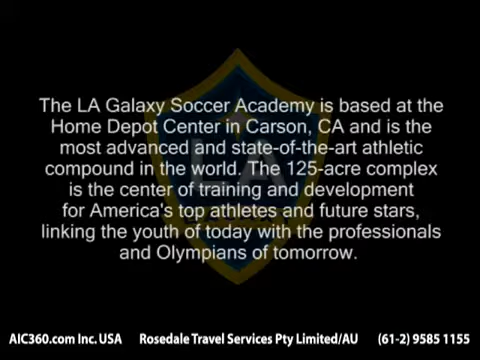 The LA Galaxy Soccer Academy is based at the
Home Depot Center in Carson, CA and is the
most advanced and state-of-the-art athletic
compound in the world. The 125-acre complex
is the center of training and development
for America's top athletes and future stars,
linking the youth of today with the professionals
and Olympians of tomorrow.
LA
AIC360.com Inc. USA Rosedale Travel Services Pty Limited/AU (61-2) 9585 1155